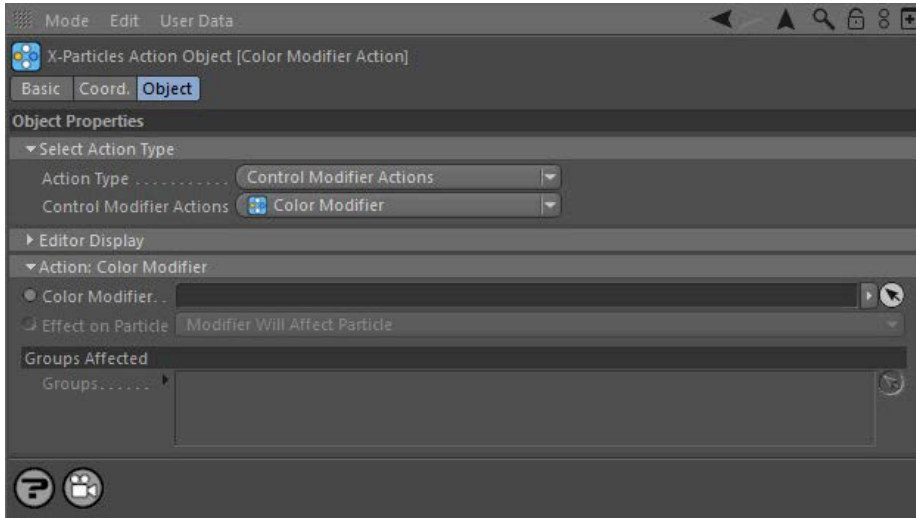 Mode Edit User Data
X-Particles Action Object [Color Modifier Action]
Basic Coord. Object
Object Properties
Select Action Type
Action Type . . . . . . . . . . . Control Modifier Actions
Control Modifier Actions Color Modifier
Editor Display
Action: Color Modifier
Color Modifier. .
Effect on Particle Modifier Will Affect Particle
Groups Affected
Groups. . . . . .